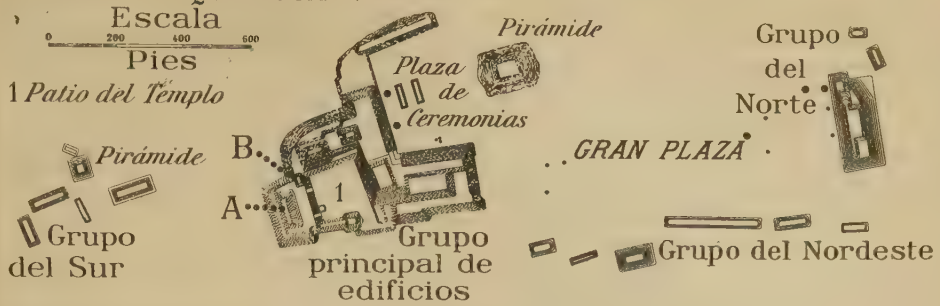 Escala
0 200 400 600
Pies
1 Patio del Templo
Pirámide
Grupo
del Sur
B
A
1
Plaza
de
Ceremonias
Pirámide
Grupo
principal de
edificios
GRAN PLAZA
Grupo
del
Norte
Grupo del Nordeste